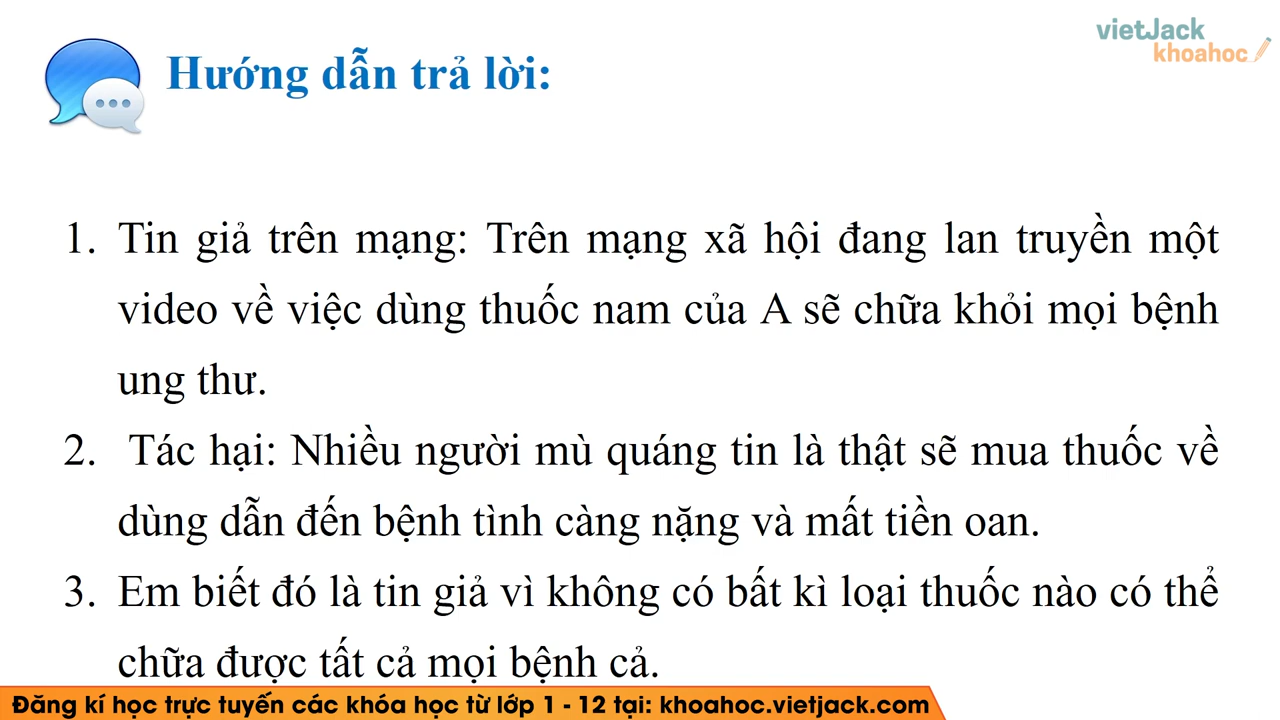 vietJack
khoahoc
Hướng dẫn trả lời:
1. Tin giả trên mạng: Trên mạng xã hội đang lan truyền một
video về việc dùng thuốc nam của A sẽ chữa khỏi mọi bệnh
ung thư.
2. Tác hại: Nhiều người mù quáng tin là thật sẽ mua thuốc về
dùng dẫn đến bệnh tình càng nặng và mất tiền oan.
3. Em biết đó là tin giả vì không có bất kì loại thuốc nào có thể
chữa được tất cả mọi bệnh cả.
Đăng kí học trực tuyến các khóa học từ lớp 1 - 12 tại: khoahoc.vietjack.com